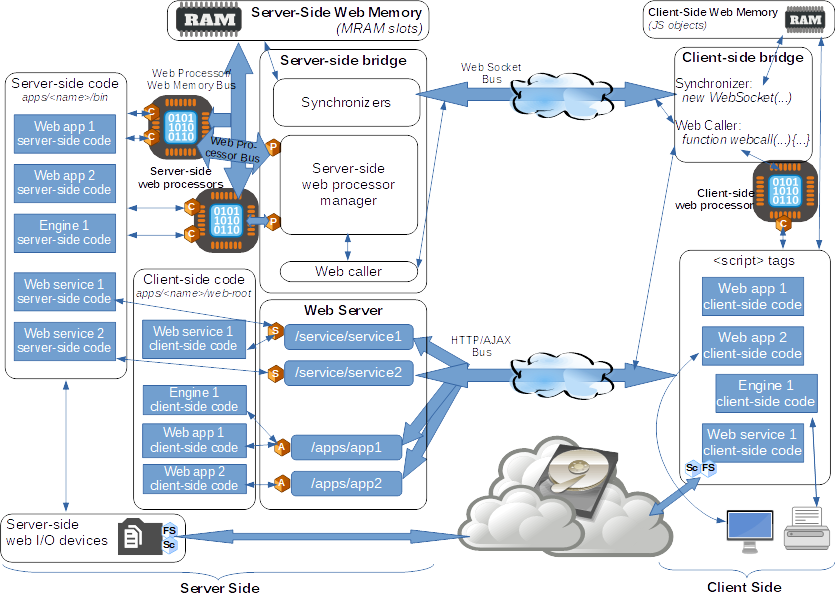 RAM
Server-Side Web Memory
(MRAM slots)
Client-Side Web Memory
(JS objects)
RAM
Server-side code
apps/<name>/bin
Web app 1
server-side code
Web app 2
server-side code
Engine 1
server-side code
Web service 1
server-side code
Web service 2
server-side code
Web Processor/
Web Memory Bus
C
C
0101
1010
0110
Web Pro-
cessor Bus
Server-side
web processors
C
C
0101
1010
0110
Server-side bridge
Synchronizers
P
P
Server-side
web processor
manager
Web caller
Web Socket
Bus
Client-side bridge
Synchronizer:
new WebSocket(...)
Web Caller:
function webcall(...){...}
Client-side
web processor
0101
1010
0110
C
Client-side code
apps/<name>/web-root
Web service 1
client-side code
Engine 1
client-side code
Web app 1
client-side code
Web app 2
client-side code
Web Server
S
/service/service1
S
/service/service2
A
/apps/app1
A
/apps/app2
HTTP/AJAX
Bus
<script> tags
Web app 1
client-side code
Web app 2
client-side code
Engine 1
client-side code
Web service 1
client-side code
Sc
FS
Server-side
web I/O devices
FS
Sc
Server Side
Client Side